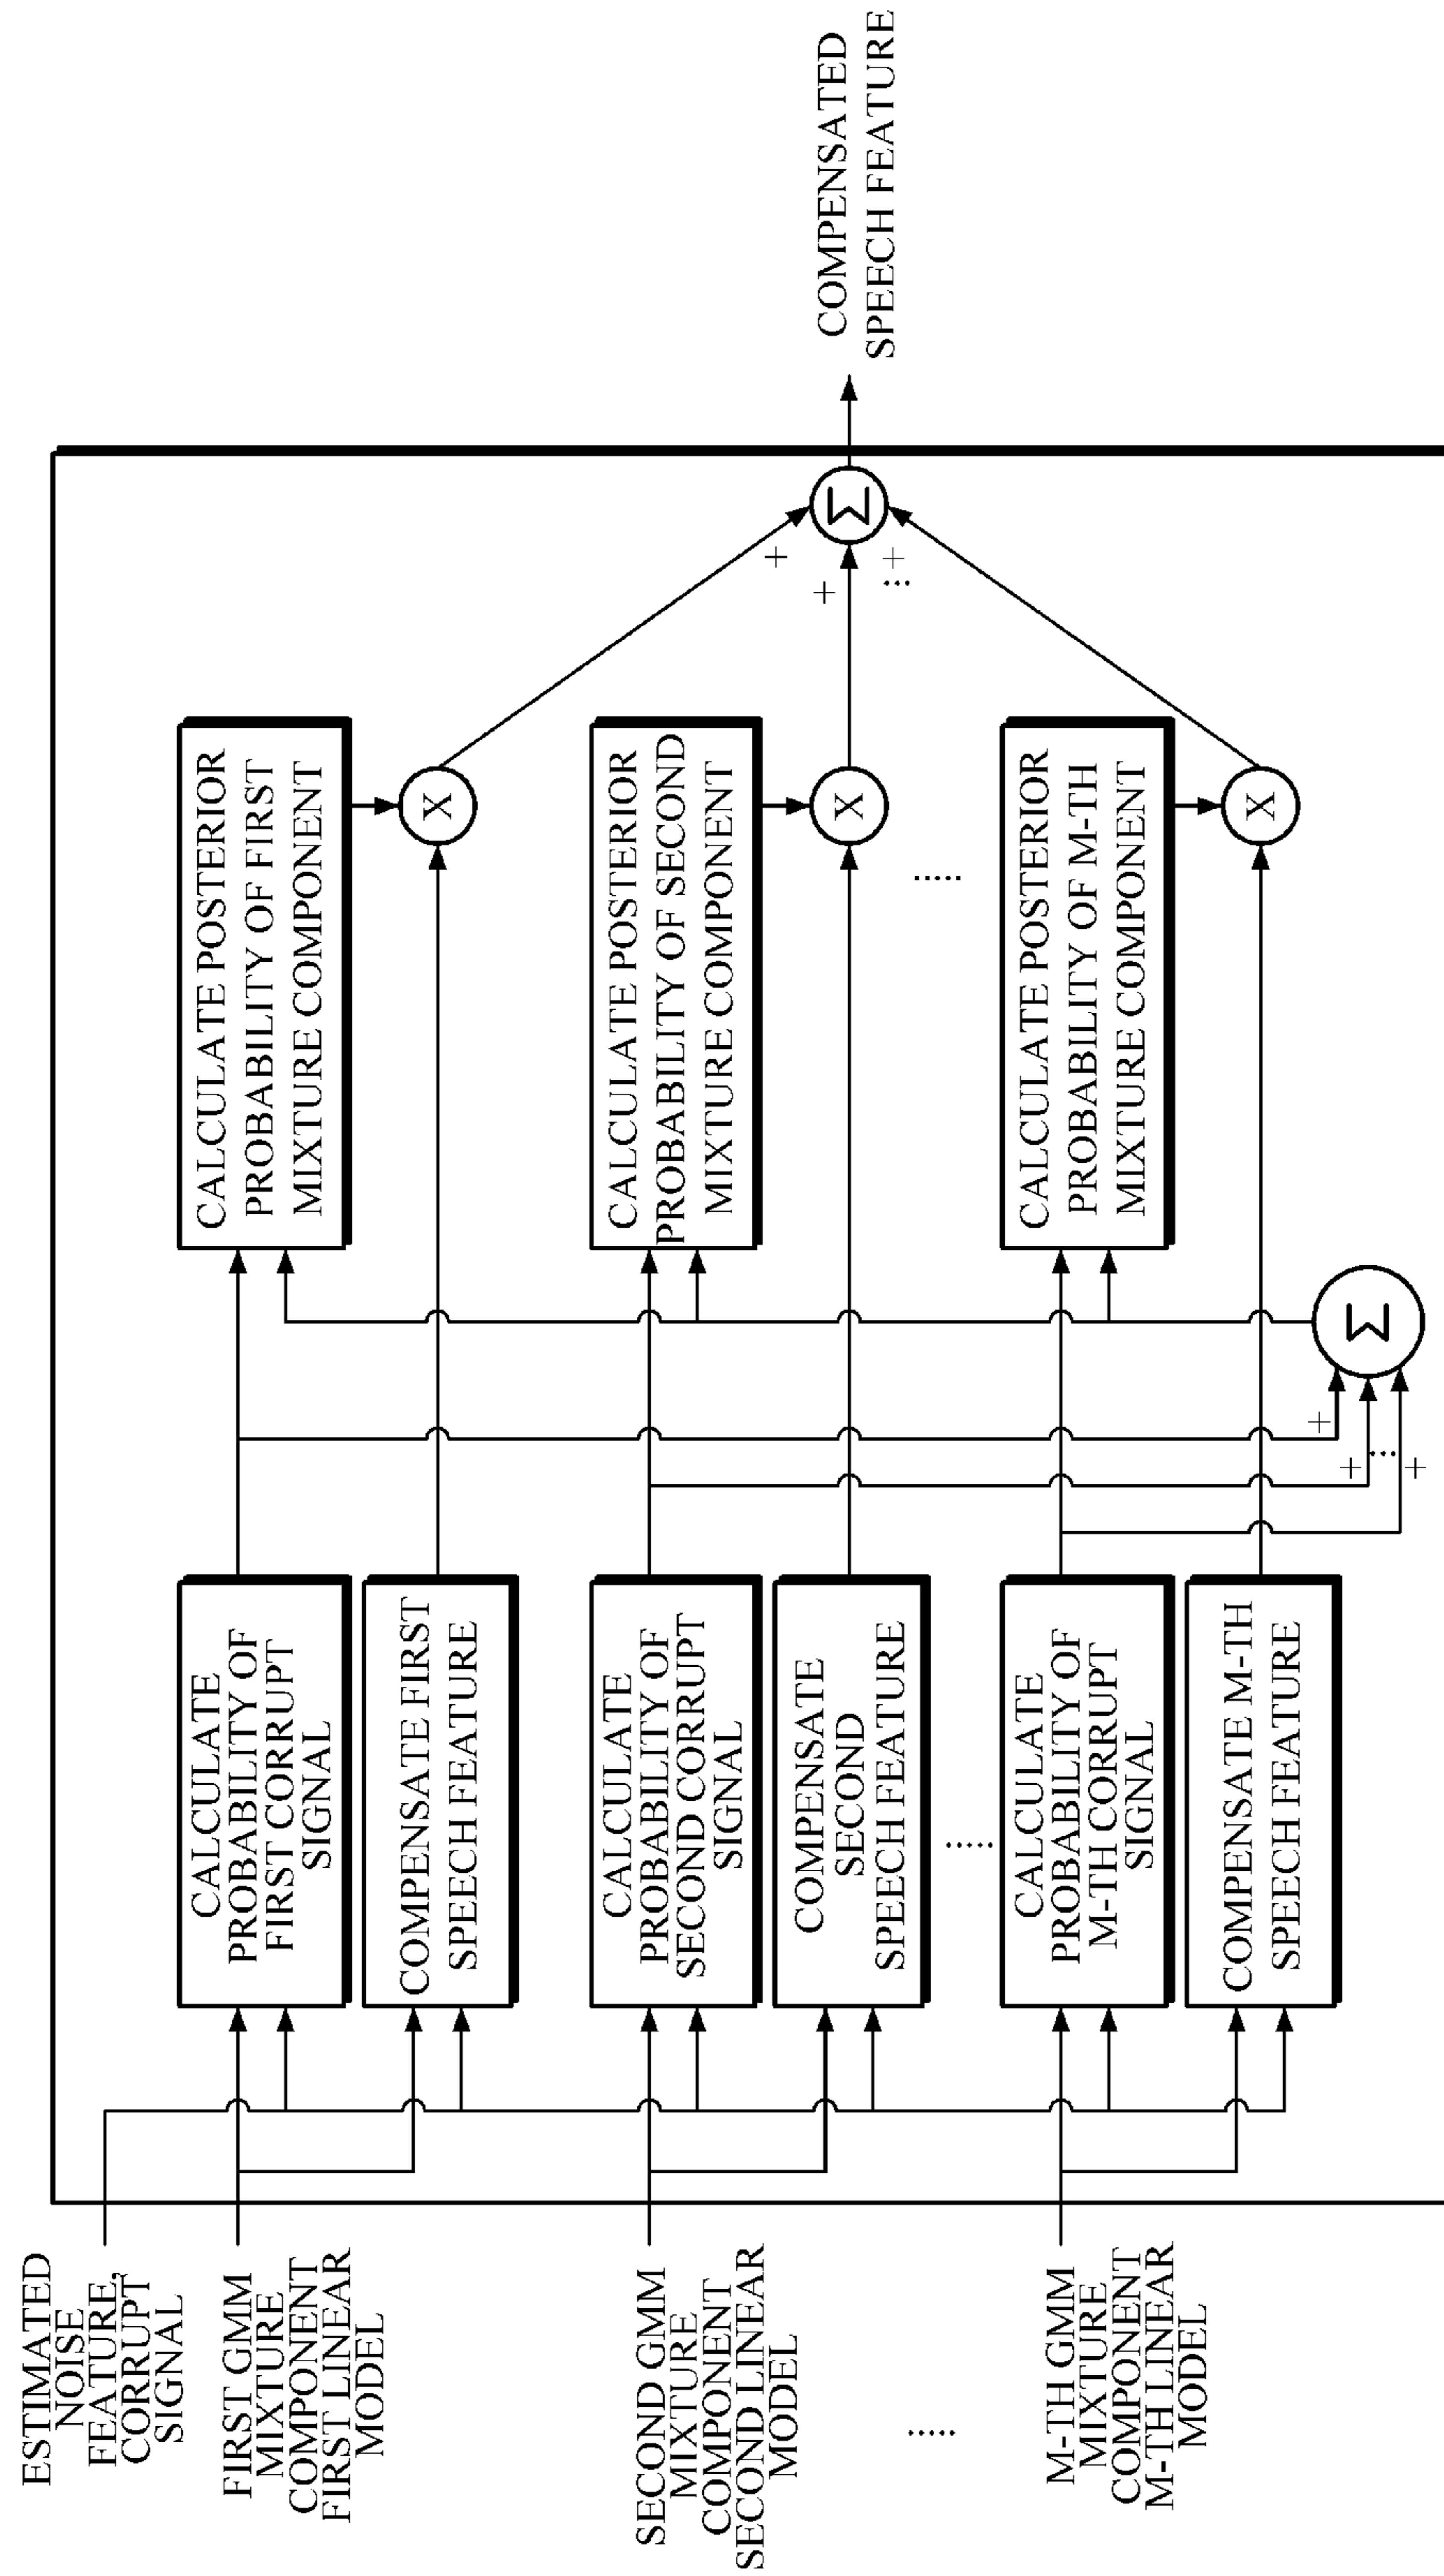 ESTIMATED
NOISE
FEATURE,
CORRUPT
SIGNAL
FIRST GMM
MIXTURE
COMPONENT
FIRST LINEAR
MODEL
SECOND GMM
MIXTURE
COMPONENT
SECOND LINEAR
MODEL
.....
M-TH GMM
MIXTURE
COMPONENT
M-TH LINEAR
MODEL
CALCULATE
PROBABILITY OF
FIRST CORRUPT
SIGNAL
COMPENSATE FIRST
SPEECH FEATURE
CALCULATE
PROBABILITY OF
SECOND CORRUPT
SIGNAL
COMPENSATE
SECOND
SPEECH FEATURE
.....
CALCULATE
PROBABILITY OF
M-TH CORRUPT
SIGNAL
COMPENSATE M-TH
SPEECH FEATURE
+
+
...
+
Σ
CALCULATE POSTERIOR
PROBABILITY OF FIRST
MIXTURE COMPONENT
X
CALCULATE POSTERIOR
PROBABILITY OF SECOND
MIXTURE COMPONENT
X
.....
CALCULATE POSTERIOR
PROBABILITY OF M-TH
MIXTURE COMPONENT
X
+
+
+
...
Σ
COMPENSATED
SPEECH FEATURE